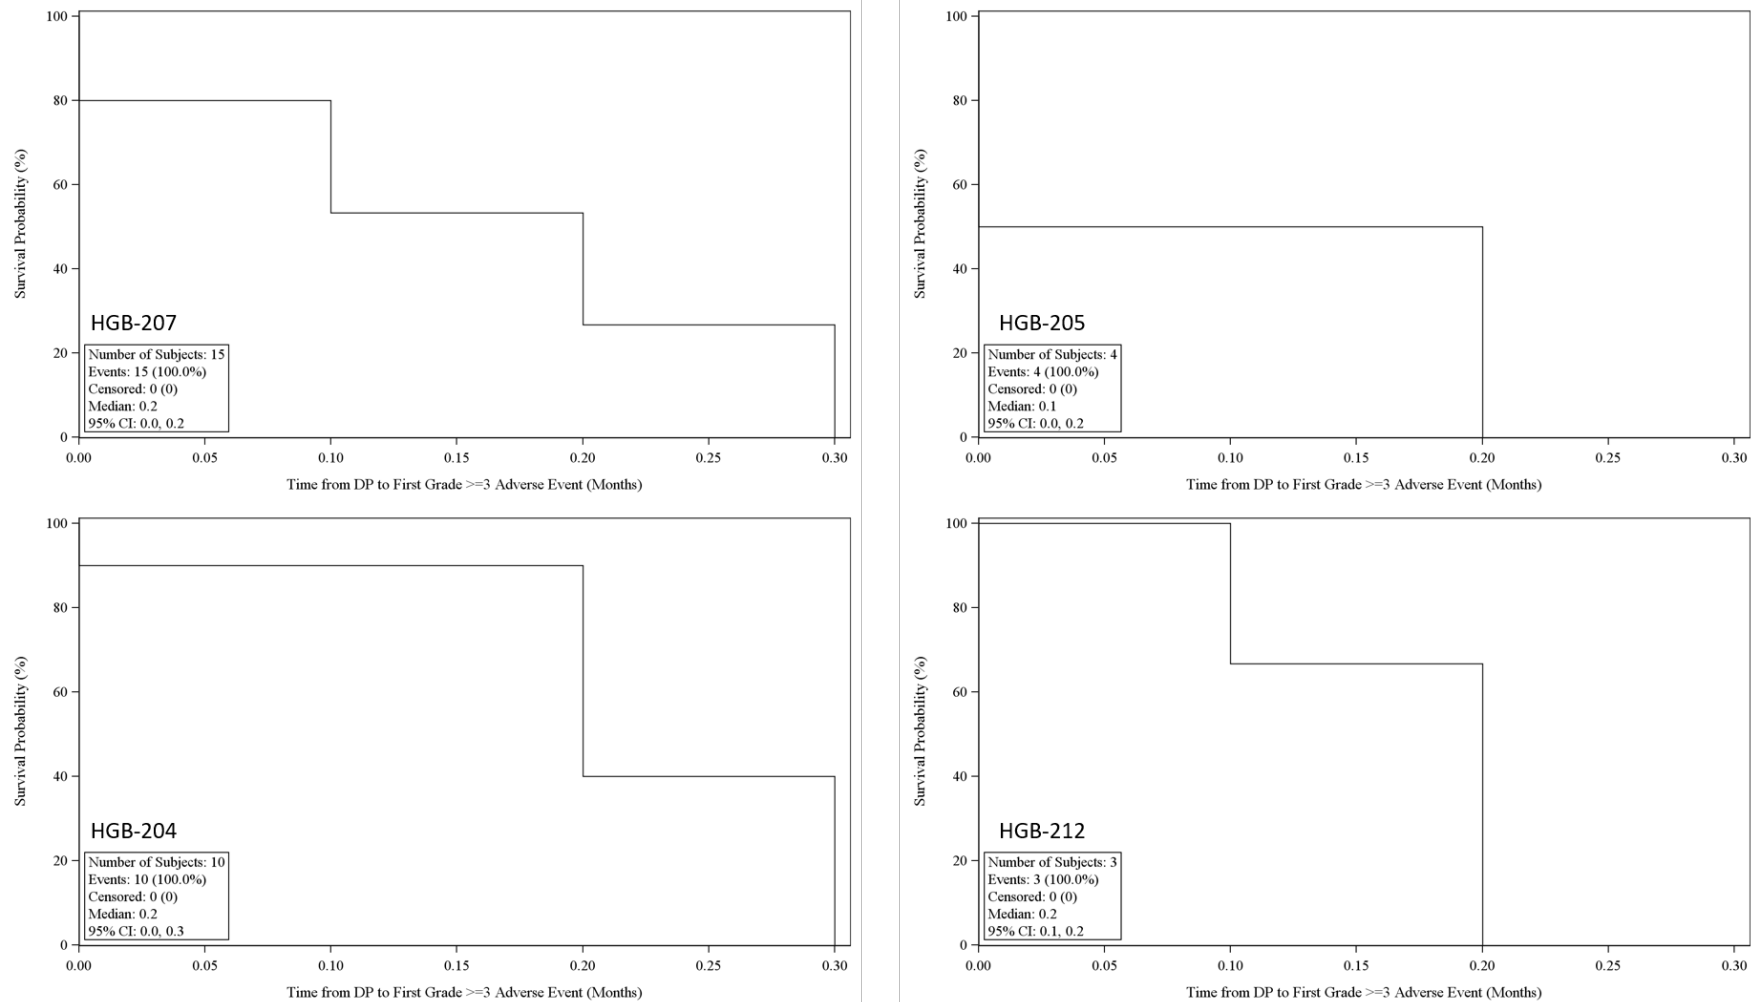 100
80
60
40
20
0
Survival Probability (%)
HGB-207
Number of Subjects: 15
Events: 15 (100.0%)
Censored: 0 (0)
Median: 0.2
95% CI: 0.0, 0.2
0.00 0.05 0.10 0.15 0.20 0.25 0.30
Time from DP to First Grade >=3 Adverse Event (Months)
100
80
60
40
20
0
Survival Probability (%)
HGB-205
Number of Subjects: 4
Events: 4 (100.0%)
Censored: 0 (0)
Median: 0.1
95% CI: 0.0, 0.2
0.00 0.05 0.10 0.15 0.20 0.25 0.30
Time from DP to First Grade >=3 Adverse Event (Months)
100
80
60
40
20
0
Survival Probability (%)
HGB-204
Number of Subjects: 10
Events: 10 (100.0%)
Censored: 0 (0)
Median: 0.2
95% CI: 0.0, 0.3
0.00 0.05 0.10 0.15 0.20 0.25 0.30
Time from DP to First Grade >=3 Adverse Event (Months)
100
80
60
40
20
0
Survival Probability (%)
HGB-212
Number of Subjects: 3
Events: 3 (100.0%)
Censored: 0 (0)
Median: 0.2
95% CI: 0.1, 0.2
0.00 0.05 0.10 0.15 0.20 0.25 0.30
Time from DP to First Grade >=3 Adverse Event (Months)